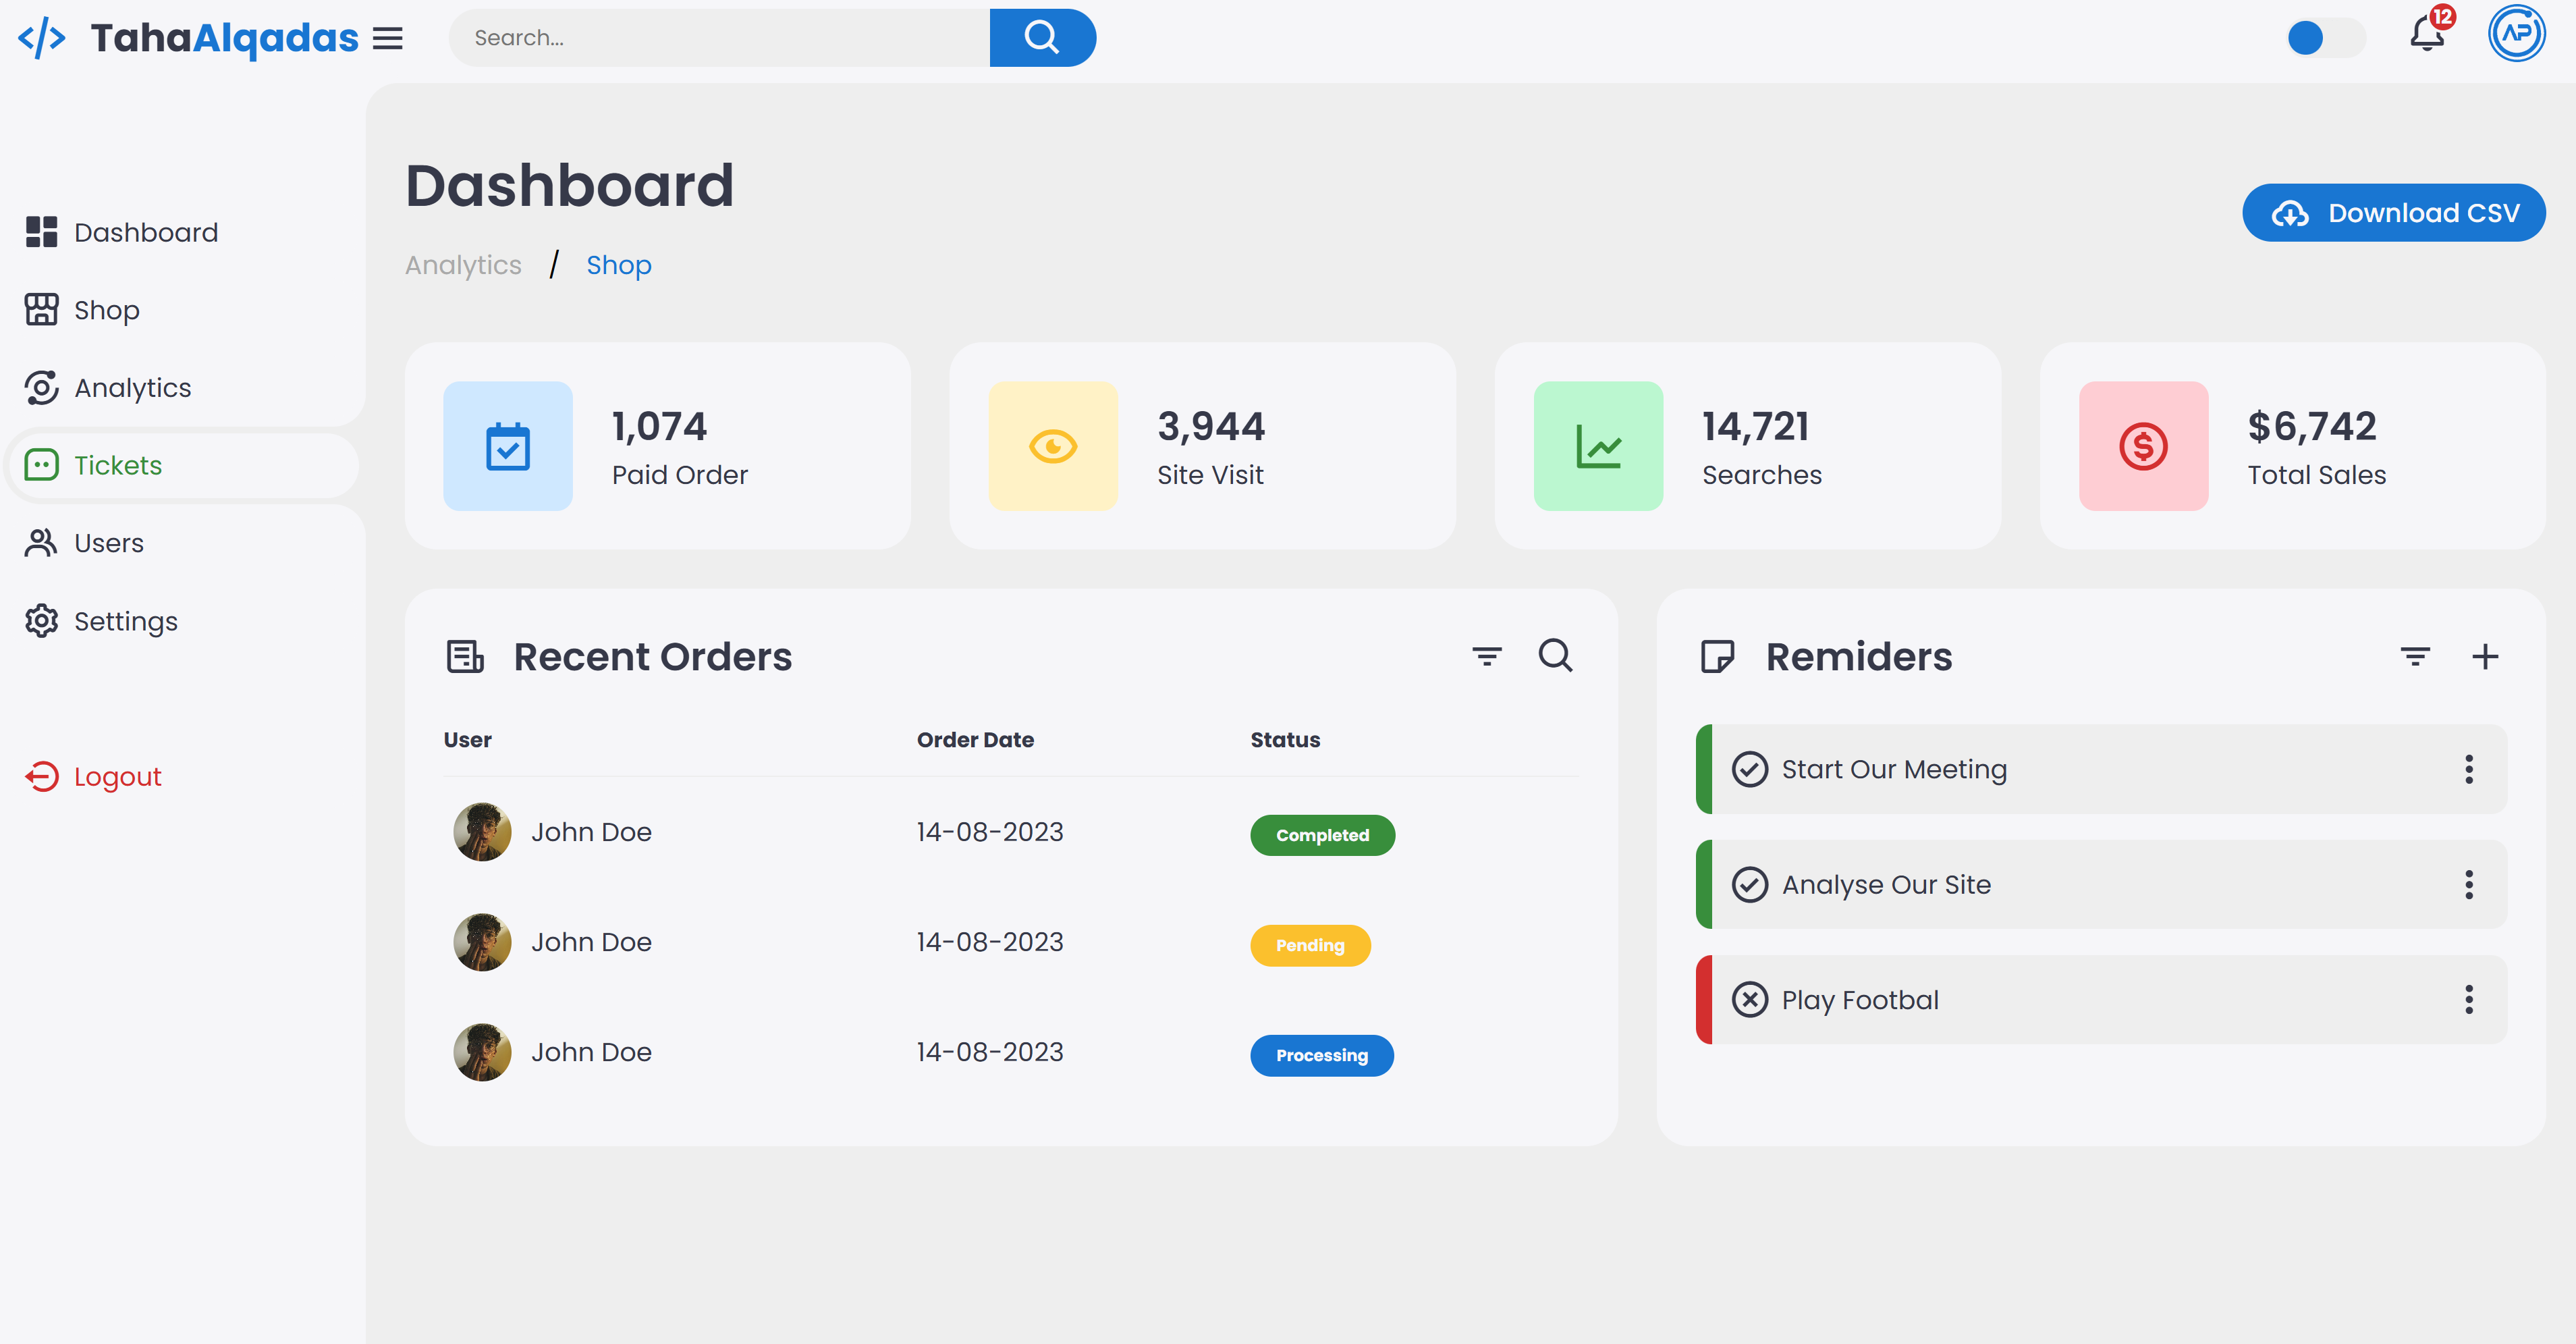 TahaAlqadas
Search...
12
AP
Dashboard
Shop
Analytics
Tickets
Users
Settings
Logout
Dashboard
Analytics / Shop
Download CSV
1,074
Paid Order
3,944
Site Visit
14,721
Searches
$6,742
Total Sales
Recent Orders
User Order Date Status
John Doe 14-08-2023 Completed
John Doe 14-08-2023 Pending
John Doe 14-08-2023 Processing
Remiders
Start Our Meeting
Analyse Our Site
Play Footbal